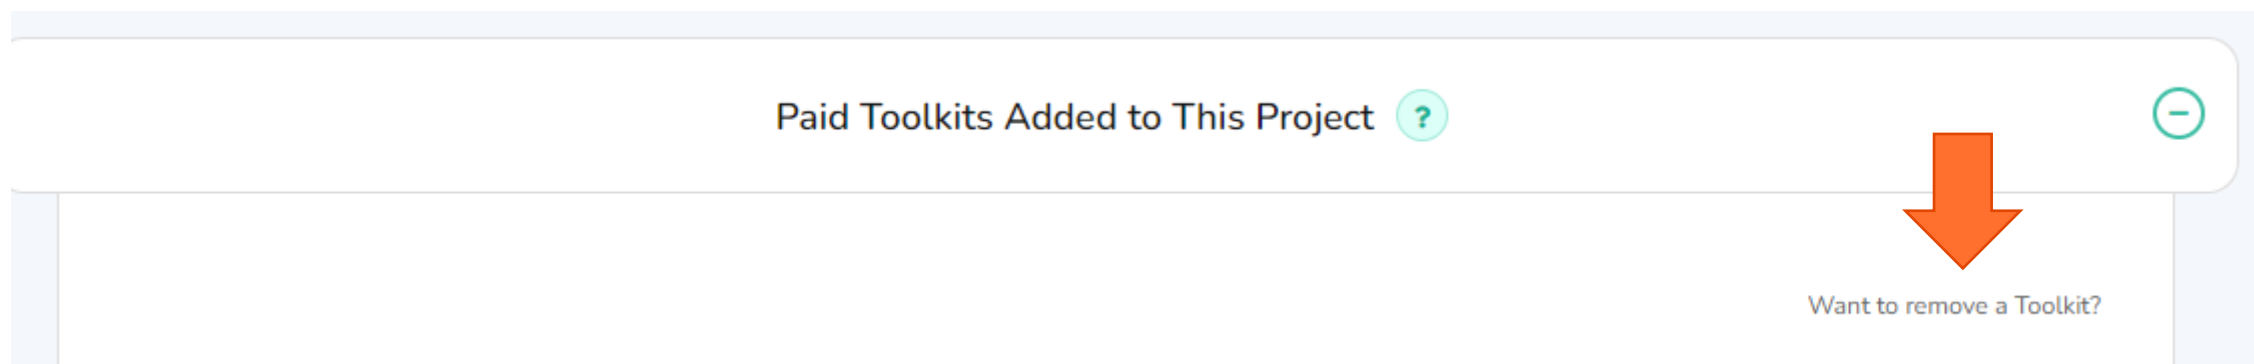 Paid Toolkits Added to This Project ?
Want to remove a Toolkit?